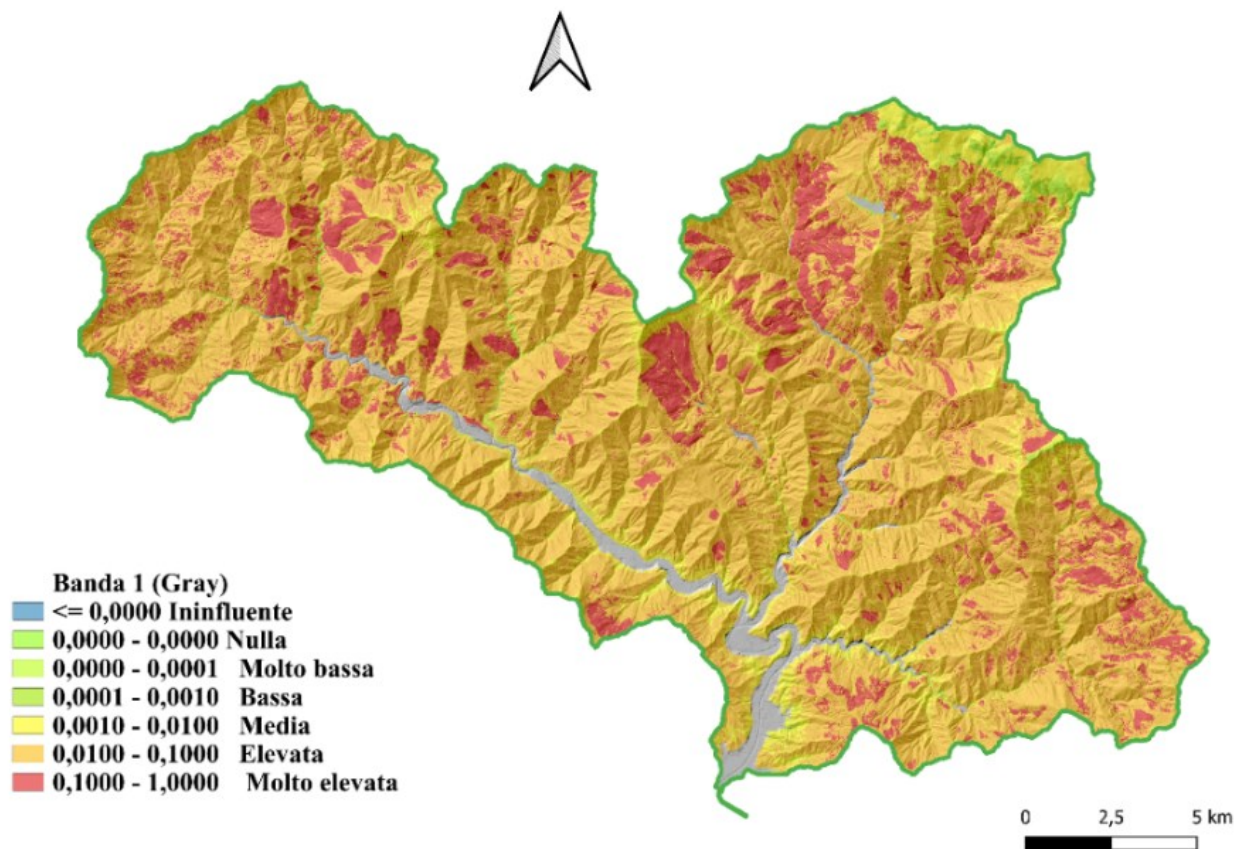 Banda 1 (Gray)
<= 0,0000 Ininfluente
0,0000 - 0,0000 Nulla
0,0000 - 0,0001 Molto bassa
0,0001 - 0,0010 Bassa
0,0010 - 0,0100 Media
0,0100 - 0,1000 Elevata
0,1000 - 1,0000 Molto elevata
0 2,5 5 km